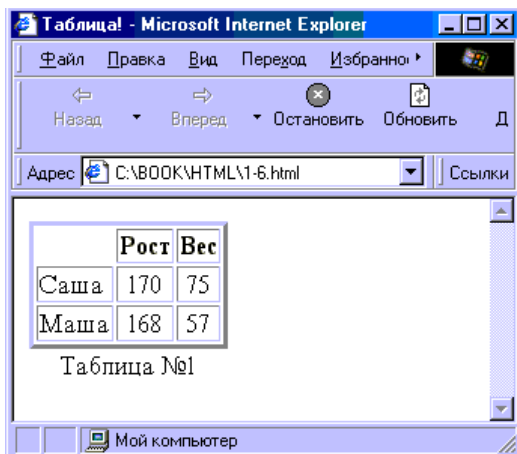 Таблица! - Microsoft Internet Explorer
Файл Правка Вид Переход Избранно
Назад Вперед Остановить Обновить Д
Адрес C:\BOOK\HTML\1-6.html Ссылки
Рост Вес
Саша 170 75
Маша 168 57
Таблица №1
Мой компьютер